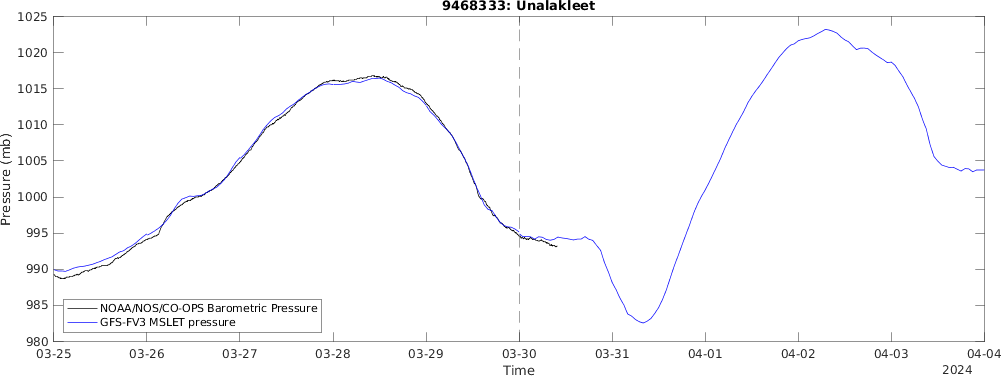 9468333: Unalakleet
Pressure (mb)
1025
1020
1015
1010
1005
1000
995
990
985
980
NOAA/NOS/CO-OPS Barometric Pressure
GFS-FV3 MSLET pressure
03-25 03-26 03-27 03-28 03-29 03-30 03-31 04-01 04-02 04-03 04-04
Time
2024